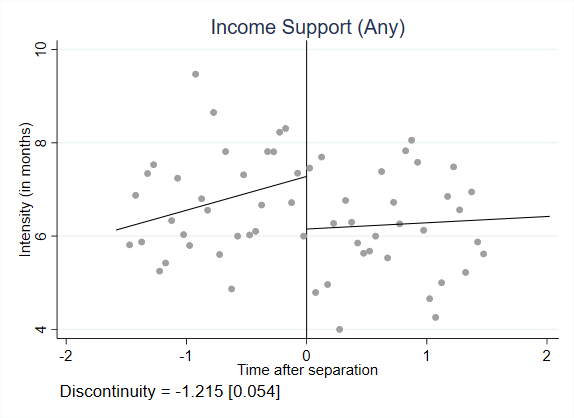 Income Support (Any)
10
8
6
4
Intensity (in months)
-2 -1 0 1 2
Time after separation
Discontinuity = -1.215 [0.054]